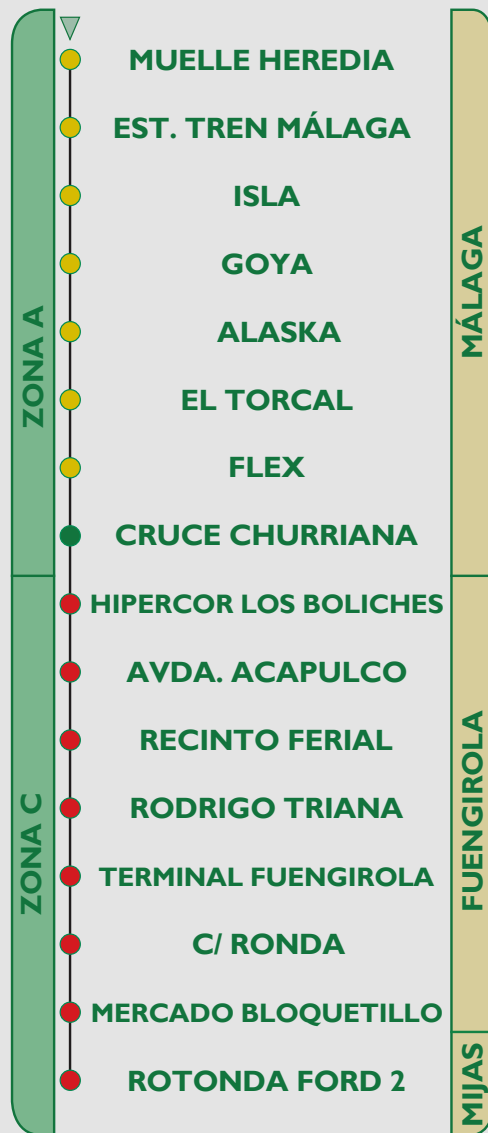 ZONA A
MUELLE HEREDIA
EST. TREN MÁLAGA
ISLA
GOYA
ALASKA
EL TORCAL
FLEX
CRUCE CHURRIANA
MÁLAGA
ZONA C
HIPERCOR LOS BOLICHES
AVDA. ACAPULCO
RECINTO FERIAL
RODRIGO TRIANA
TERMINAL FUENGIROLA
C/ RONDA
MERCADO BLOQUETILLO
FUENGIROLA
ROTONDA FORD 2
MIJAS